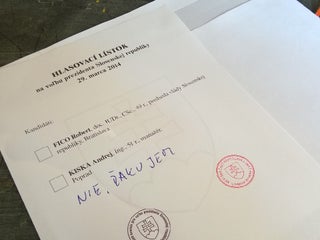 HLASOVACÍ LÍSTOK
na voľbu prezidenta Slovenskej republiky
29. marca 2014
Kandidáti:
FICO Robert, doc. JUDr., CSc., 49 r., predseda vlády Slovenskej
republiky, Bratislava
KISKA Andrej, Ing., 51 r., manažér,
Poprad
NIE, ĎAKUJEM